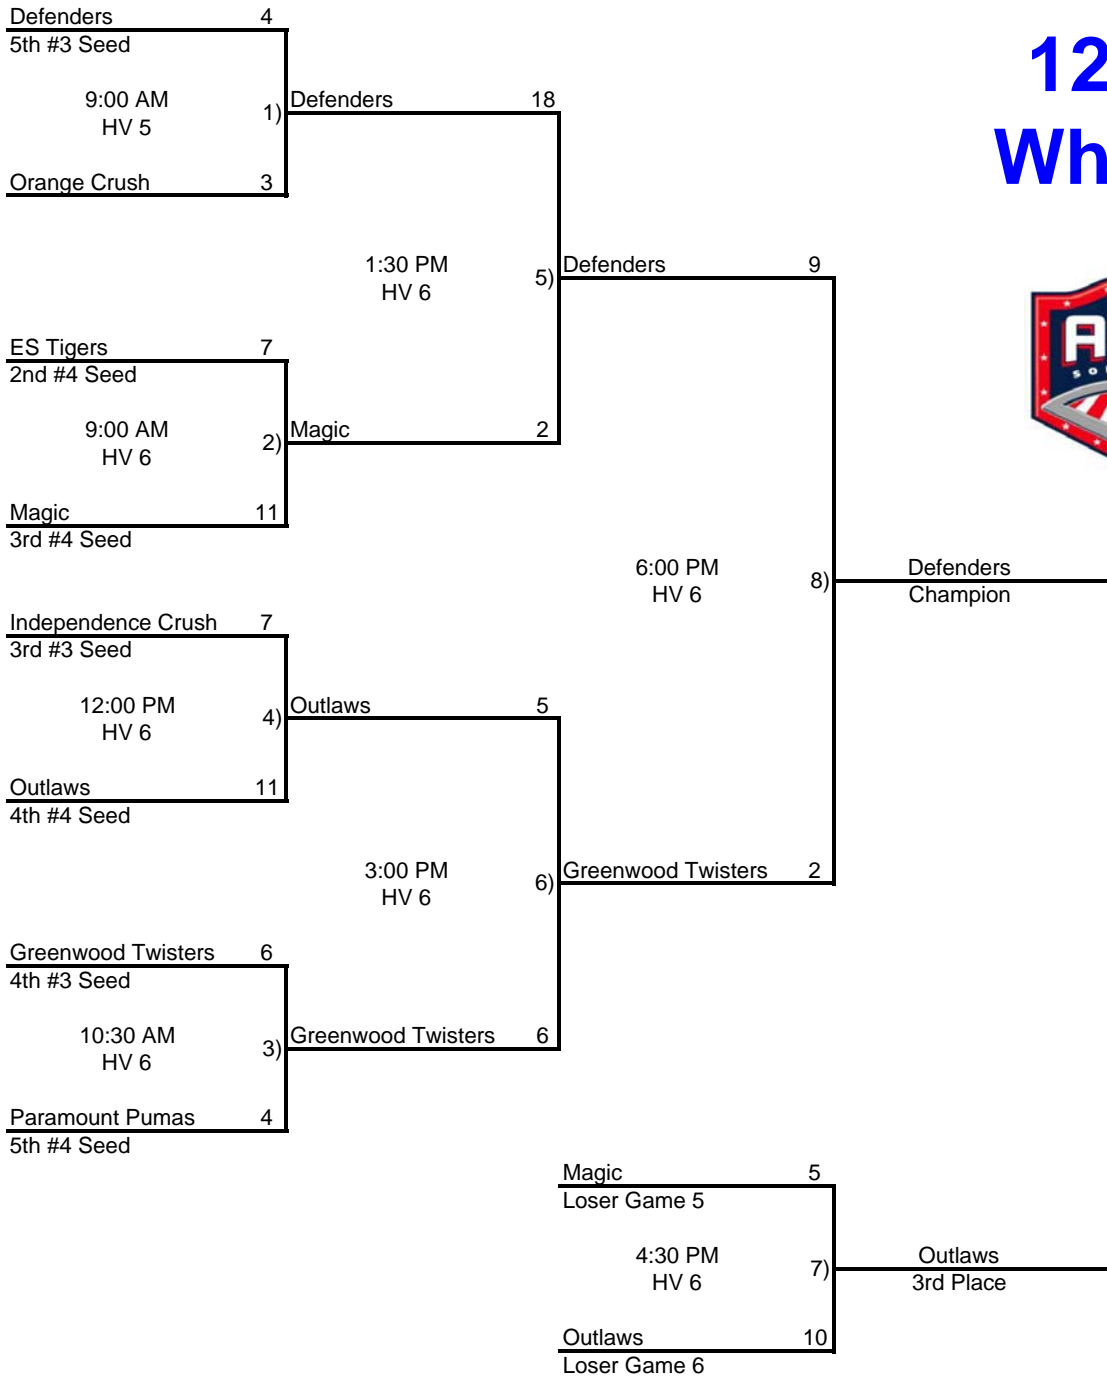 Defenders 4
5th #3 Seed
9:00 AM
HV 5
1)
Orange Crush 3
Defenders 18
12
Wh
1:30 PM
HV 6
5)
Defenders 9
ES Tigers 7
2nd #4 Seed
9:00 AM
HV 6
2)
Magic 2
Magic 11
3rd #4 Seed
6:00 PM
HV 6
8)
Defenders
Champion
Independence Crush 7
3rd #3 Seed
12:00 PM
HV 6
4)
Outlaws 5
Outlaws 11
4th #4 Seed
3:00 PM
HV 6
6)
Greenwood Twisters 2
Greenwood Twisters 6
4th #3 Seed
10:30 AM
HV 6
3)
Greenwood Twisters 6
Paramount Pumas 4
5th #4 Seed
Magic 5
Loser Game 5
4:30 PM
HV 6
7)
Outlaws
3rd Place
Outlaws 10
Loser Game 6